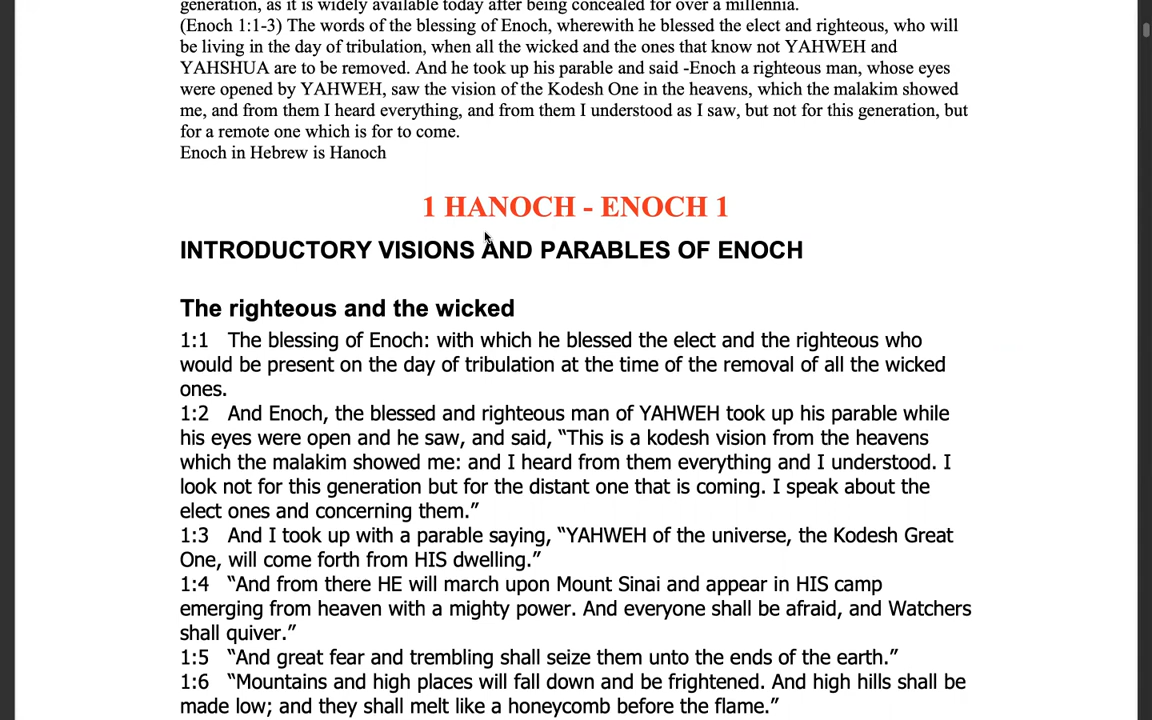 generation, as it is widely available today after being concealed for over a millennia.
(Enoch 1:1-3) The words of the blessing of Enoch, wherewith he blessed the elect and righteous, who will
be living in the day of tribulation, when all the wicked and the ones that know not YAHWEH and
YAHSHUA are to be removed. And he took up his parable and said -Enoch a righteous man, whose eyes
were opened by YAHWEH, saw the vision of the Kodesh One in the heavens, which the malakim showed
me, and from them I heard everything, and from them I understood as I saw, but not for this generation, but
for a remote one which is for to come.
Enoch in Hebrew is Hanoch
1 HANOCH - ENOCH 1
INTRODUCTORY VISIONS AND PARABLES OF ENOCH
The righteous and the wicked
1:1 The blessing of Enoch: with which he blessed the elect and the righteous who
would be present on the day of tribulation at the time of the removal of all the wicked
ones.
1:2 And Enoch, the blessed and righteous man of YAHWEH took up his parable while
his eyes were open and he saw, and said, “This is a kodesh vision from the heavens
which the malakim showed me: and I heard from them everything and I understood. I
look not for this generation but for the distant one that is coming. I speak about the
elect ones and concerning them.”
1:3 And I took up with a parable saying, “YAHWEH of the universe, the Kodesh Great
One, will come forth from HIS dwelling.”
1:4 “And from there HE will march upon Mount Sinai and appear in HIS camp
emerging from heaven with a mighty power. And everyone shall be afraid, and Watchers
shall quiver.”
1:5 “And great fear and trembling shall seize them unto the ends of the earth.”
1:6 “Mountains and high places will fall down and be frightened. And high hills shall be
made low; and they shall melt like a honeycomb before the flame.”